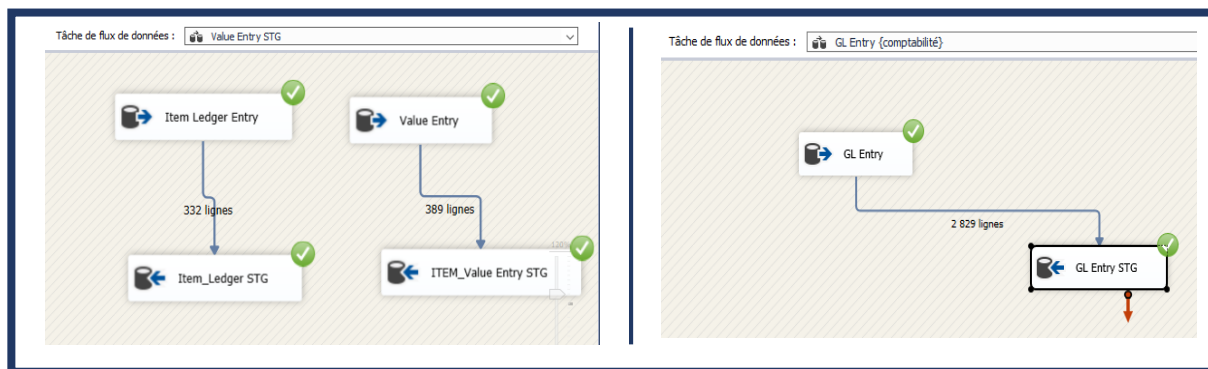 Tâche de flux de données :
Value Entry STG
Item Ledger Entry
Value Entry
332 lignes
389 lignes
130%
Item_Ledger STG
ITEM_Value Entry STG
Tâche de flux de données :
GL Entry {comptabilité}
GL Entry
2 829 lignes
GL Entry STG